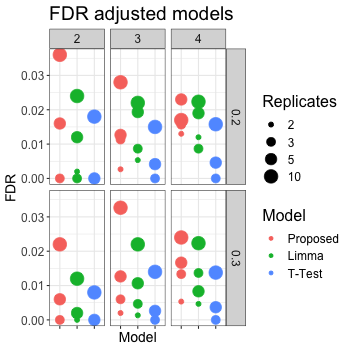 FDR adjusted models
2 3 4
0.03
0.02
0.01
0.00
0.2
0.03
0.02
0.01
0.00
0.3
FDR
Model
Replicates
2
3
5
10
Model
Proposed
Limma
T-Test